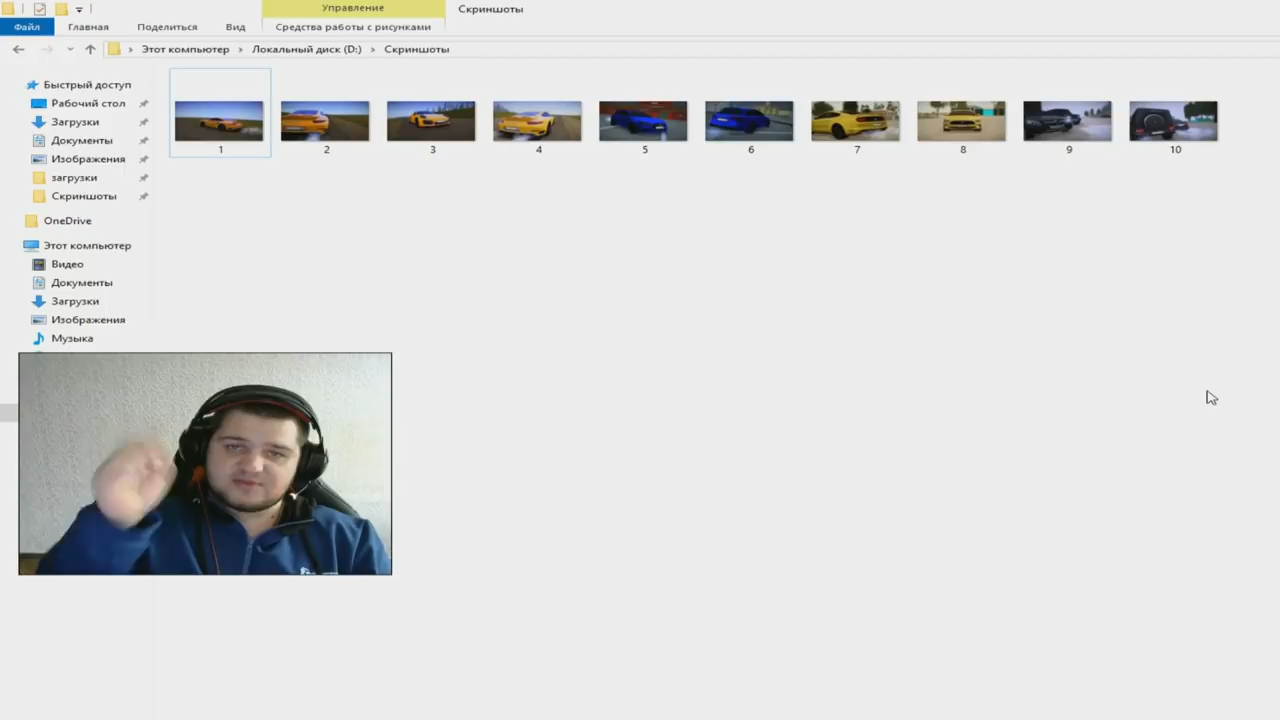 Управление
Скриншоты
Файл
Главная
Поделиться
Вид
Средства работы с рисунками
Этот компьютер
Локальный диск (D:)
Скриншоты
Быстрый доступ
Рабочий стол
Загрузки
Документы
Изображения
загрузки
Скриншоты
OneDrive
Этот компьютер
Видео
Документы
Загрузки
Изображения
Музыка
1 2 3 4 5 6 7 8 9 10